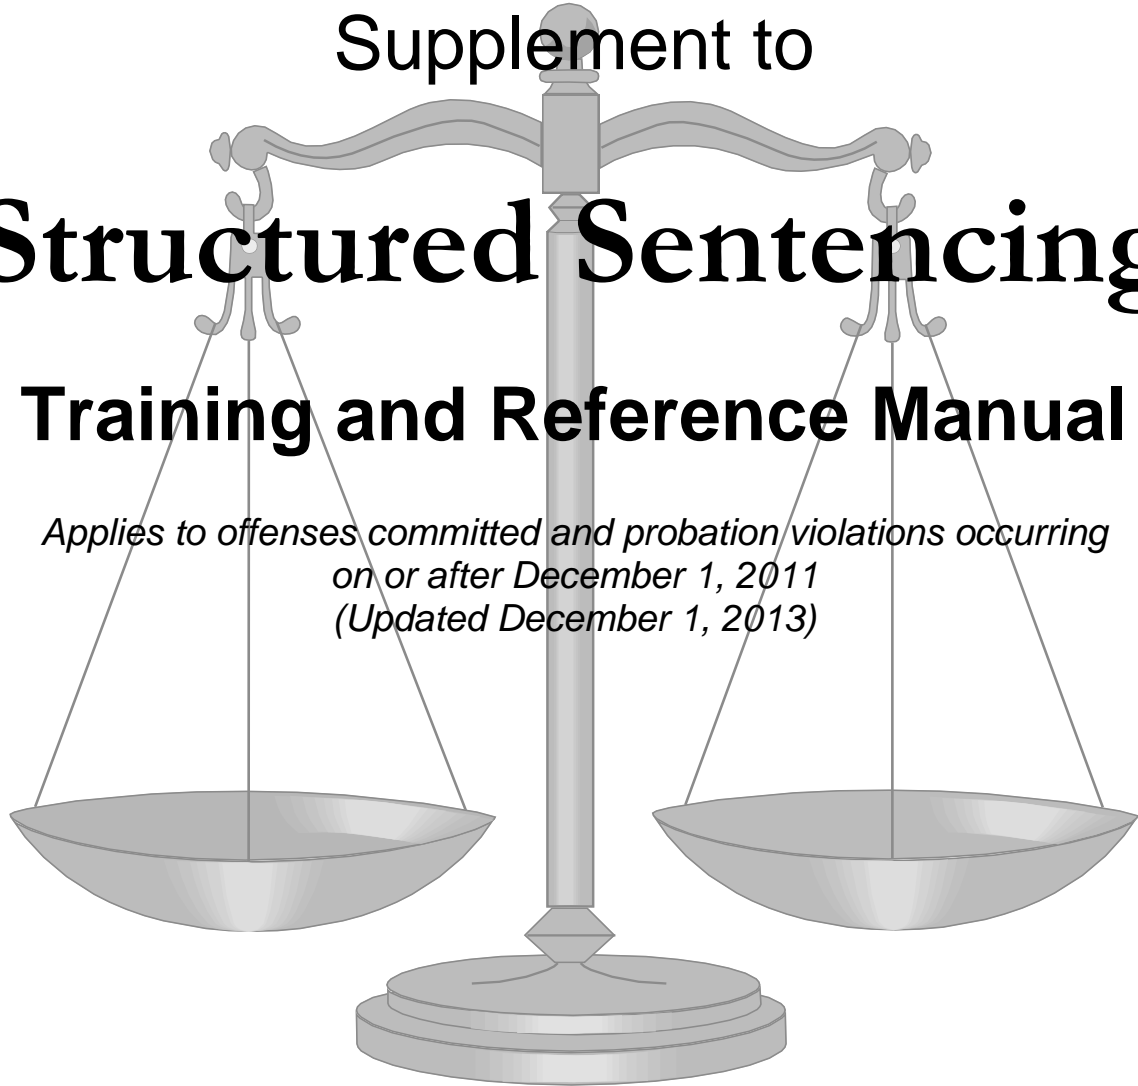 Supplement to
Structured Sentencing
Training and Reference Manual
Applies to offenses committed and probation violations occurring
on or after December 1, 2011
(Updated December 1, 2013)